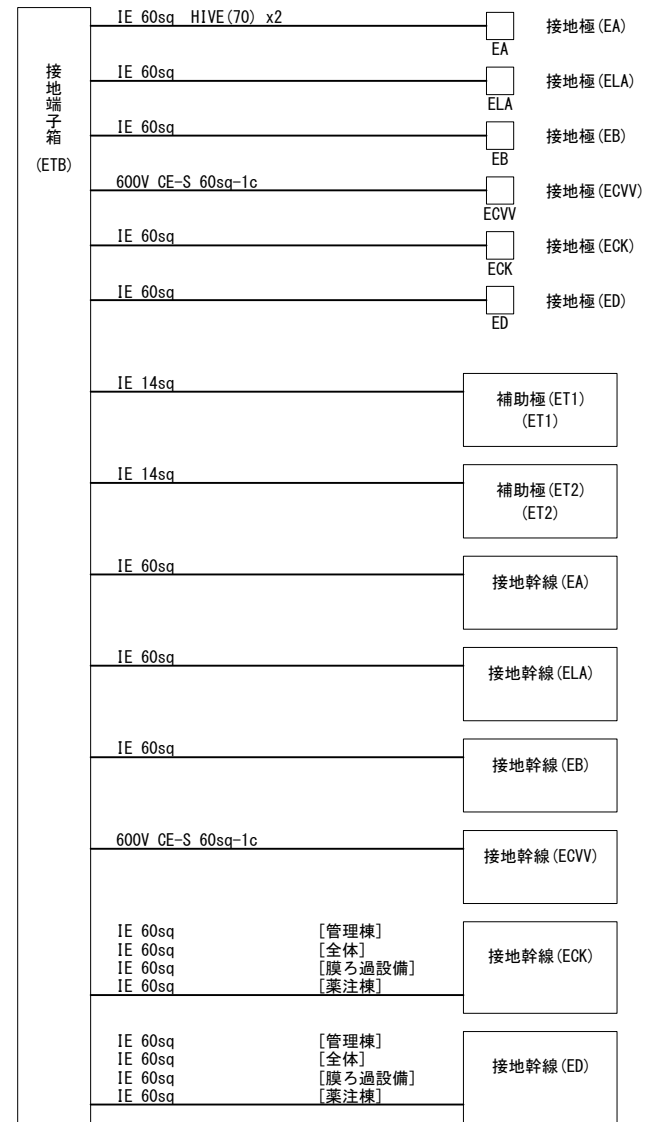 接地端子箱
(ETB)
IE 60sq HIVE(70) x2
EA
接地極(EA)
IE 60sq
ELA
接地極(ELA)
IE 60sq
EB
接地極(EB)
600V CE-S 60sq-1c
ECVV
接地極(ECVV)
IE 60sq
ECK
接地極(ECK)
IE 60sq
ED
接地極(ED)
IE 14sq
補助極(ET1)
(ET1)
IE 14sq
補助極(ET2)
(ET2)
IE 60sq
接地幹線(EA)
IE 60sq
接地幹線(ELA)
IE 60sq
接地幹線(EB)
600V CE-S 60sq-1c
接地幹線(ECVV)
IE 60sq [管理棟]
IE 60sq [全体]
IE 60sq [膜ろ過設備]
IE 60sq [薬注棟]
接地幹線(ECK)
IE 60sq [管理棟]
IE 60sq [全体]
IE 60sq [膜ろ過設備]
IE 60sq [薬注棟]
接地幹線(ED)